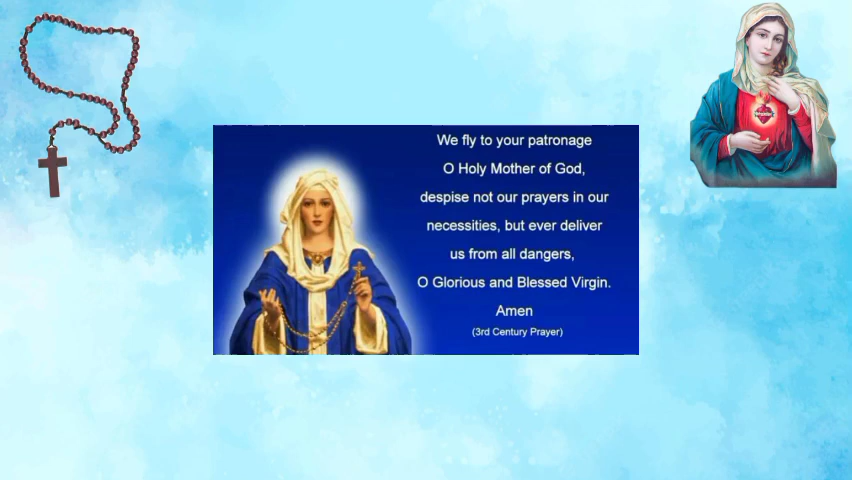 We fly to your patronage
O Holy Mother of God,
despise not our prayers in our
necessities, but ever deliver
us from all dangers,
O Glorious and Blessed Virgin.
Amen
(3rd Century Prayer)